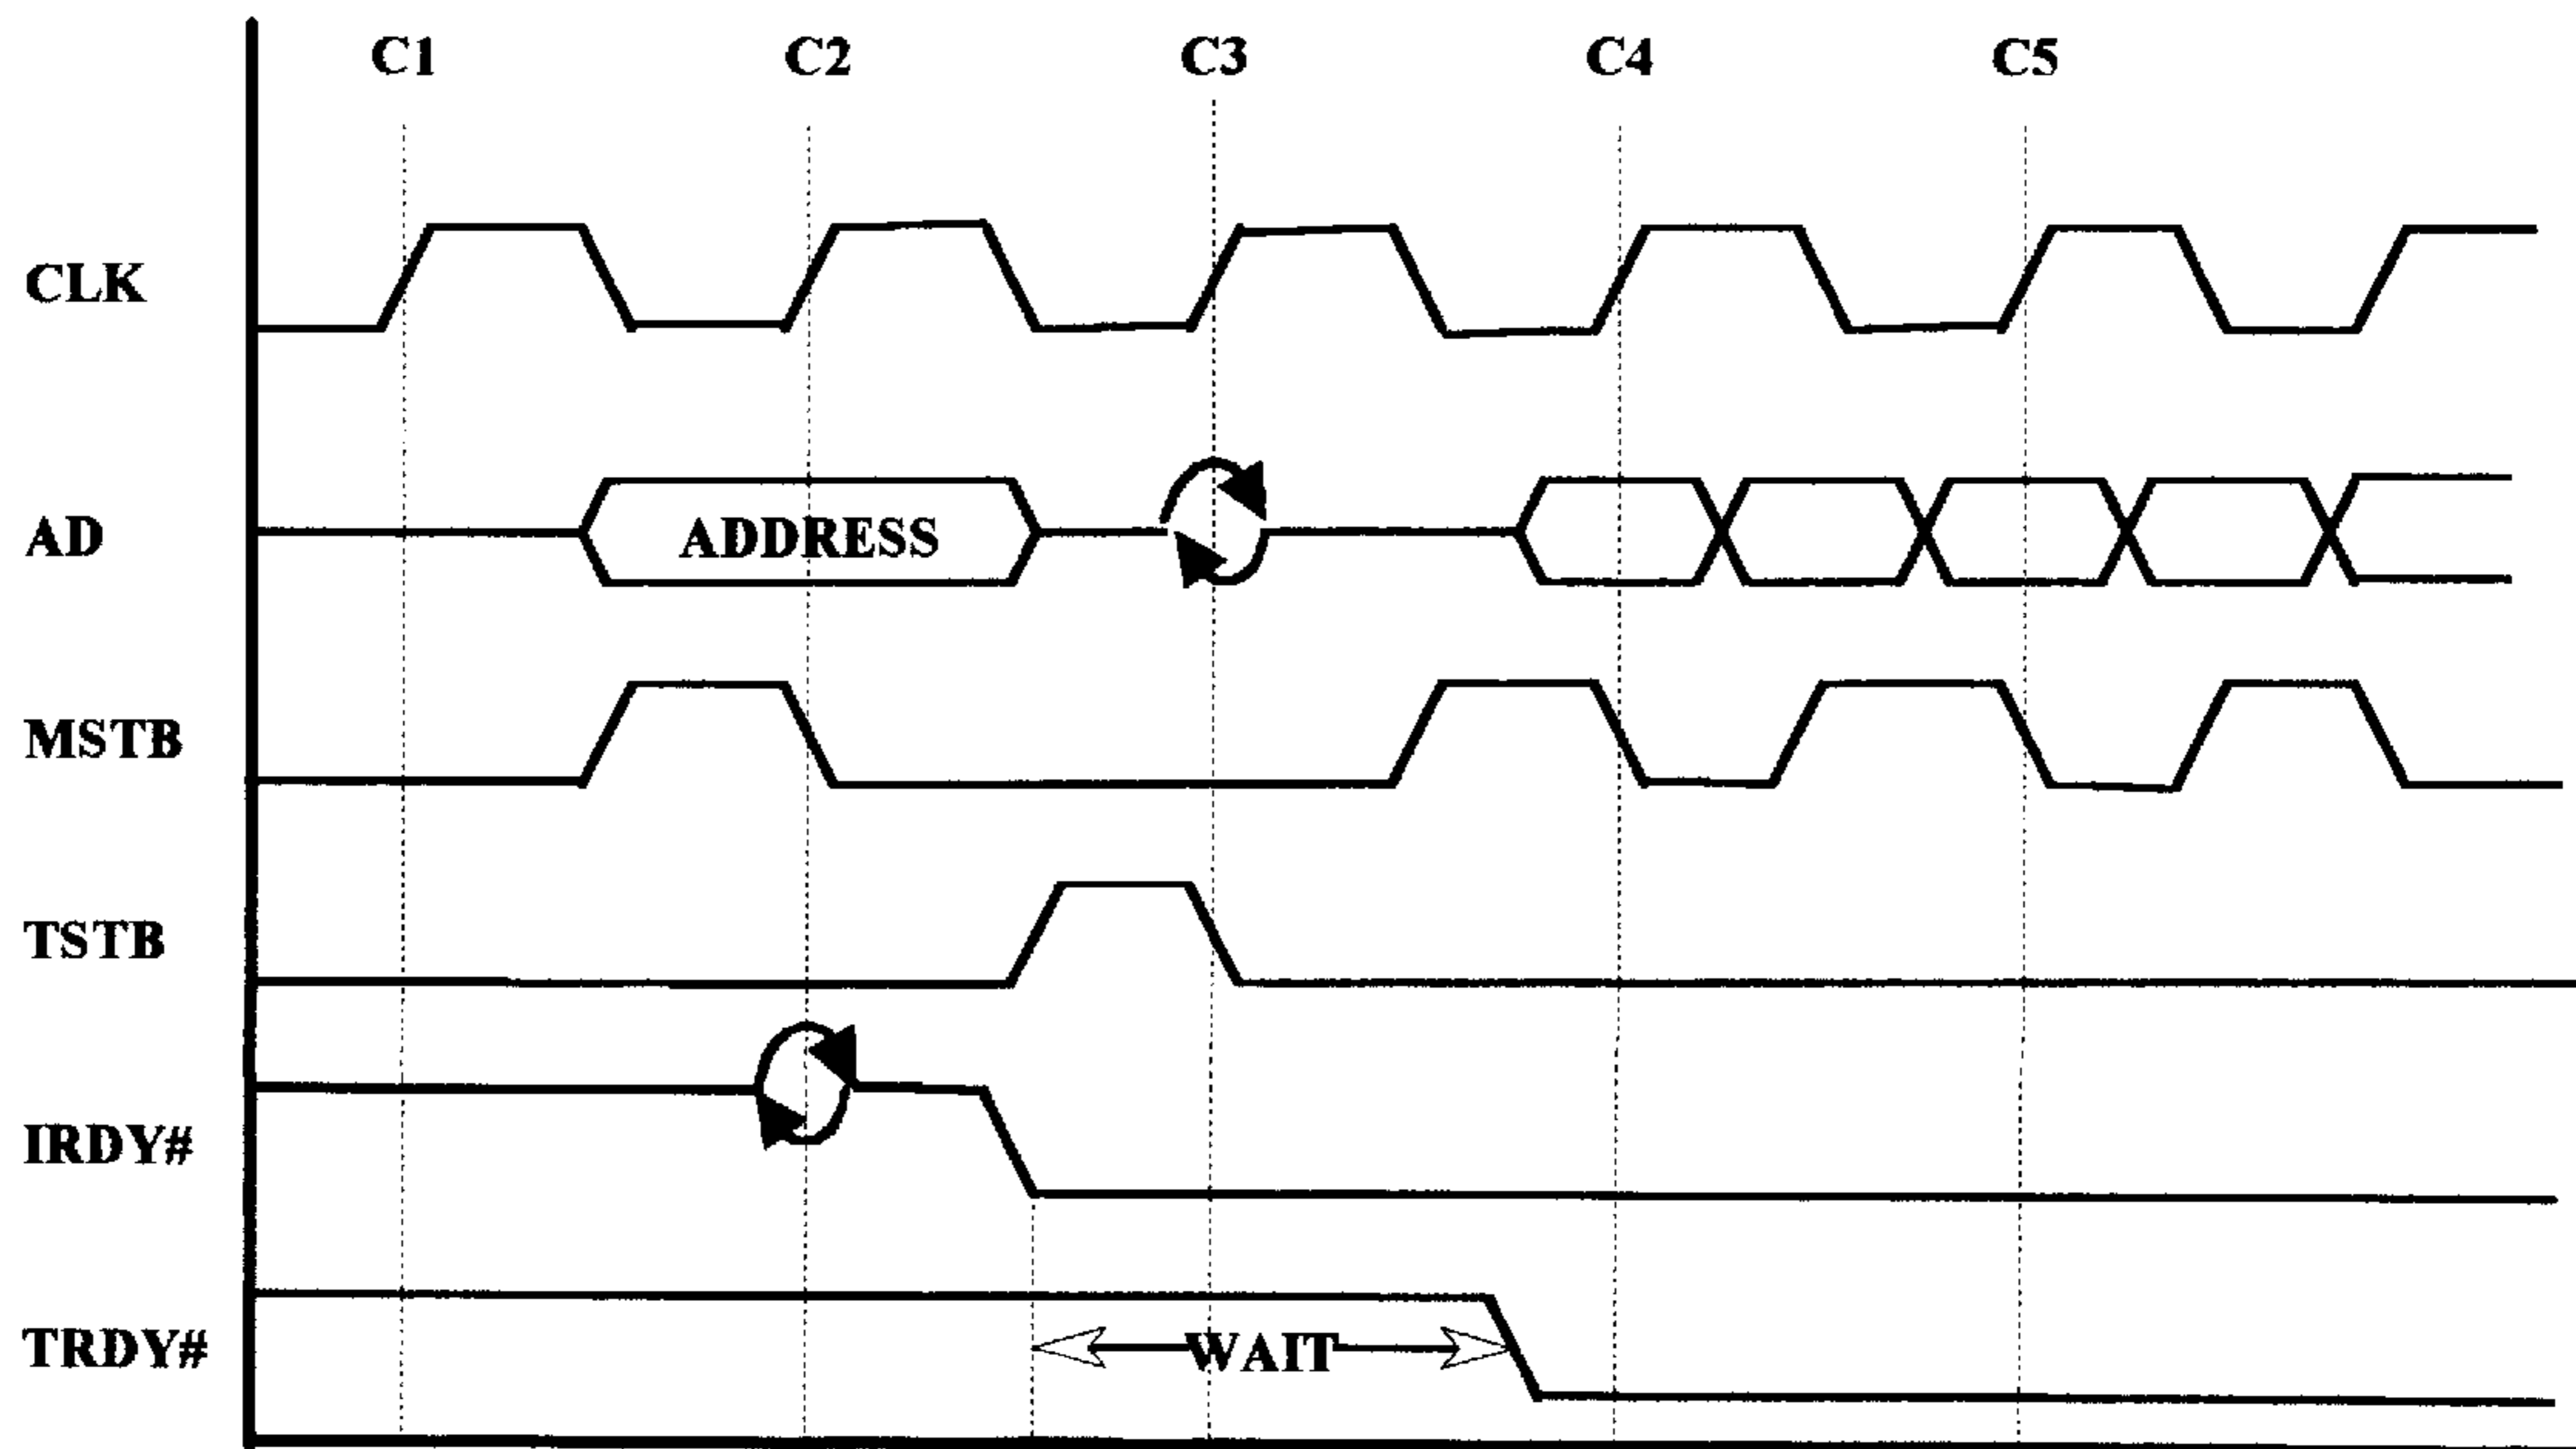 C1 C2 C3 C4 C5
CLK
AD ADDRESS
MSTB
TSTB
IRDY#
TRDY# WAIT